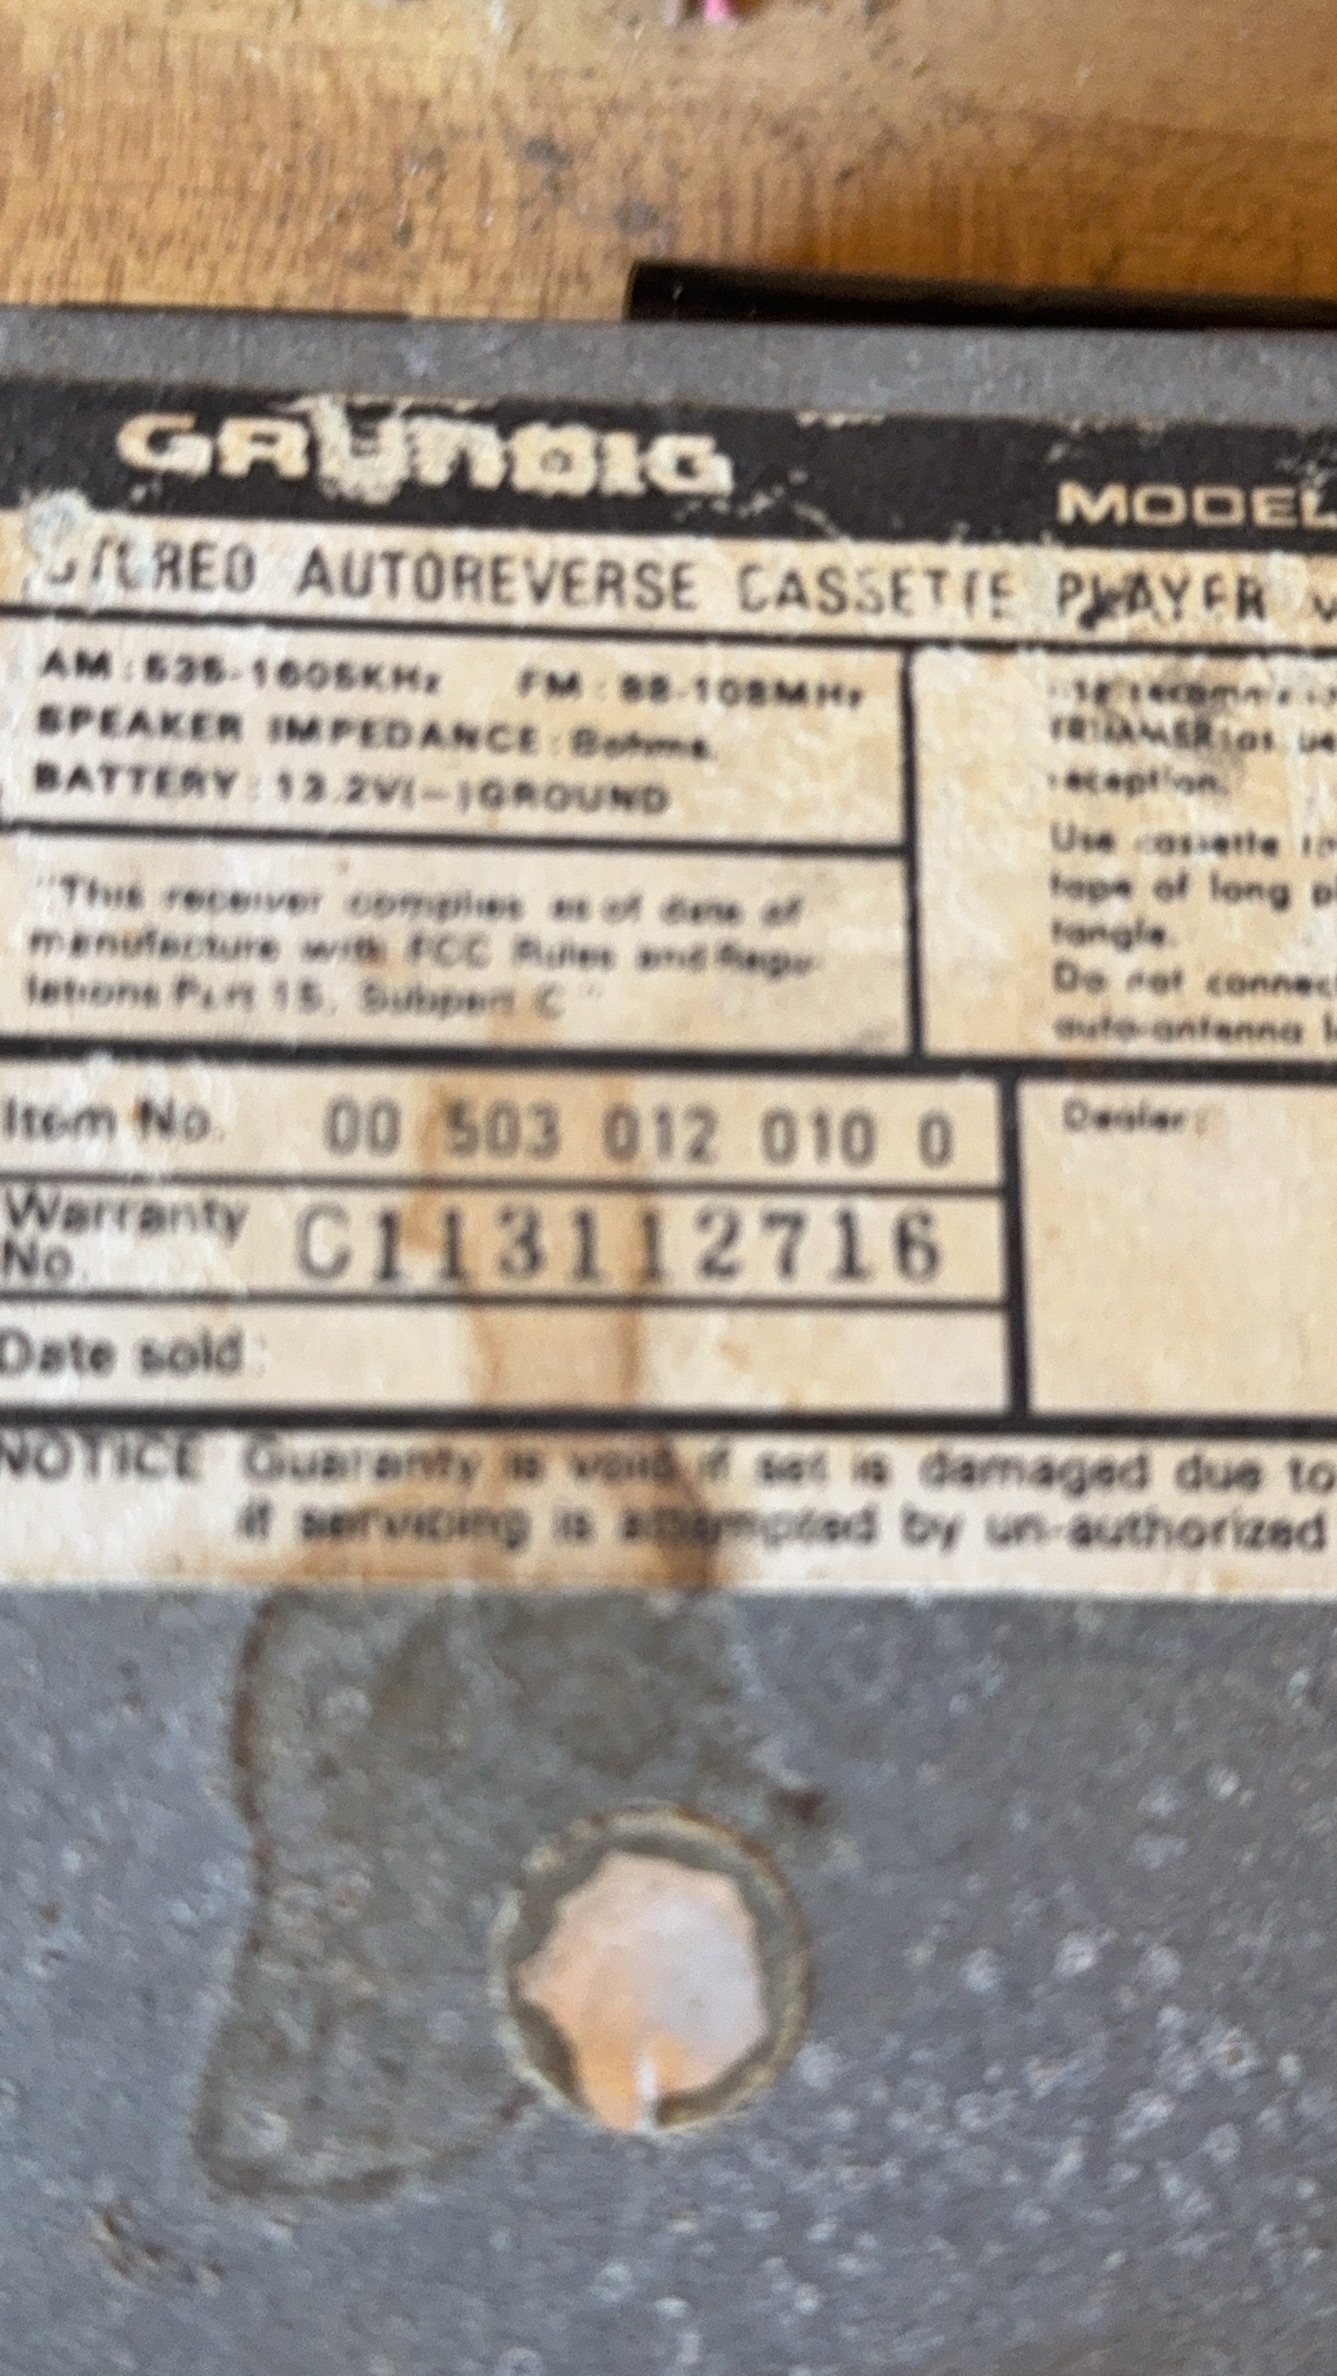 GRUNDIG
MODEL
STEREO AUTOREVERSE CASSETTE PLAYER
AM : 535-1605KHz FM : 88-108MHz
SPEAKER IMPEDANCE : 8ohms
BATTERY : 13.2V(-)GROUND
"This receiver complies as of date of
manufacture with FCC Rules and Regu-
lations Part 15, Subpart C"
TRIMMER(as
reception.
Use cassette
tape of long
tangle.
Do not connect
auto-antenna
Item No. 00 503 012 010 0
Warranty No. C113112716
Date sold:
Dealer:
NOTICE Guaranty is void if set is damaged due to
if servicing is attempted by un-authorized